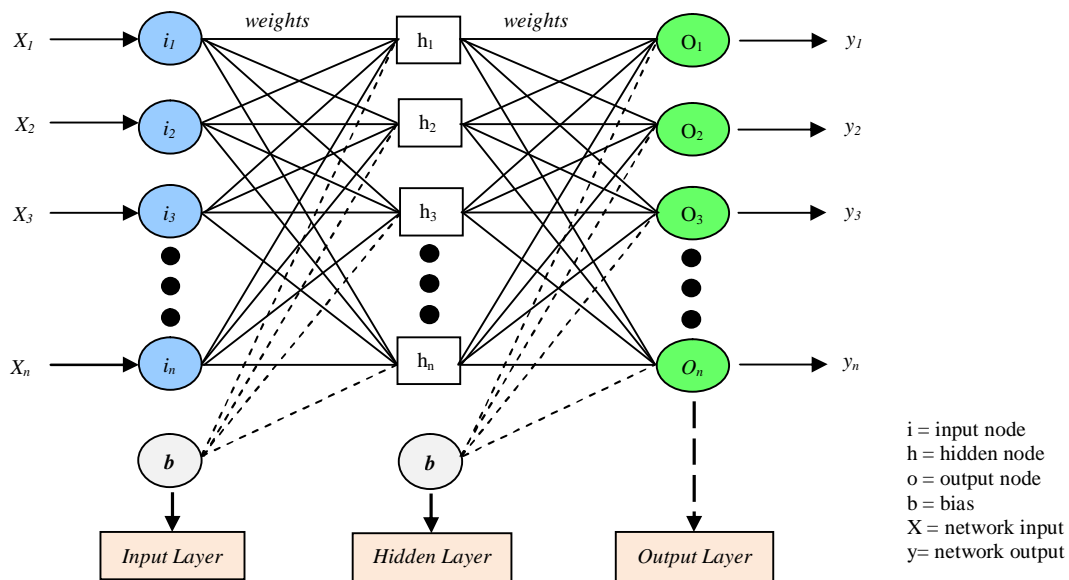 weights weights
X1 i1 h1 O1 y1
X2 i2 h2 O2 y2
X3 i3 h3 O3 y3
Xn in hn On yn
b b
i = input node
h = hidden node
o = output node
b = bias
X = network input
y= network output
Input Layer Hidden Layer Output Layer